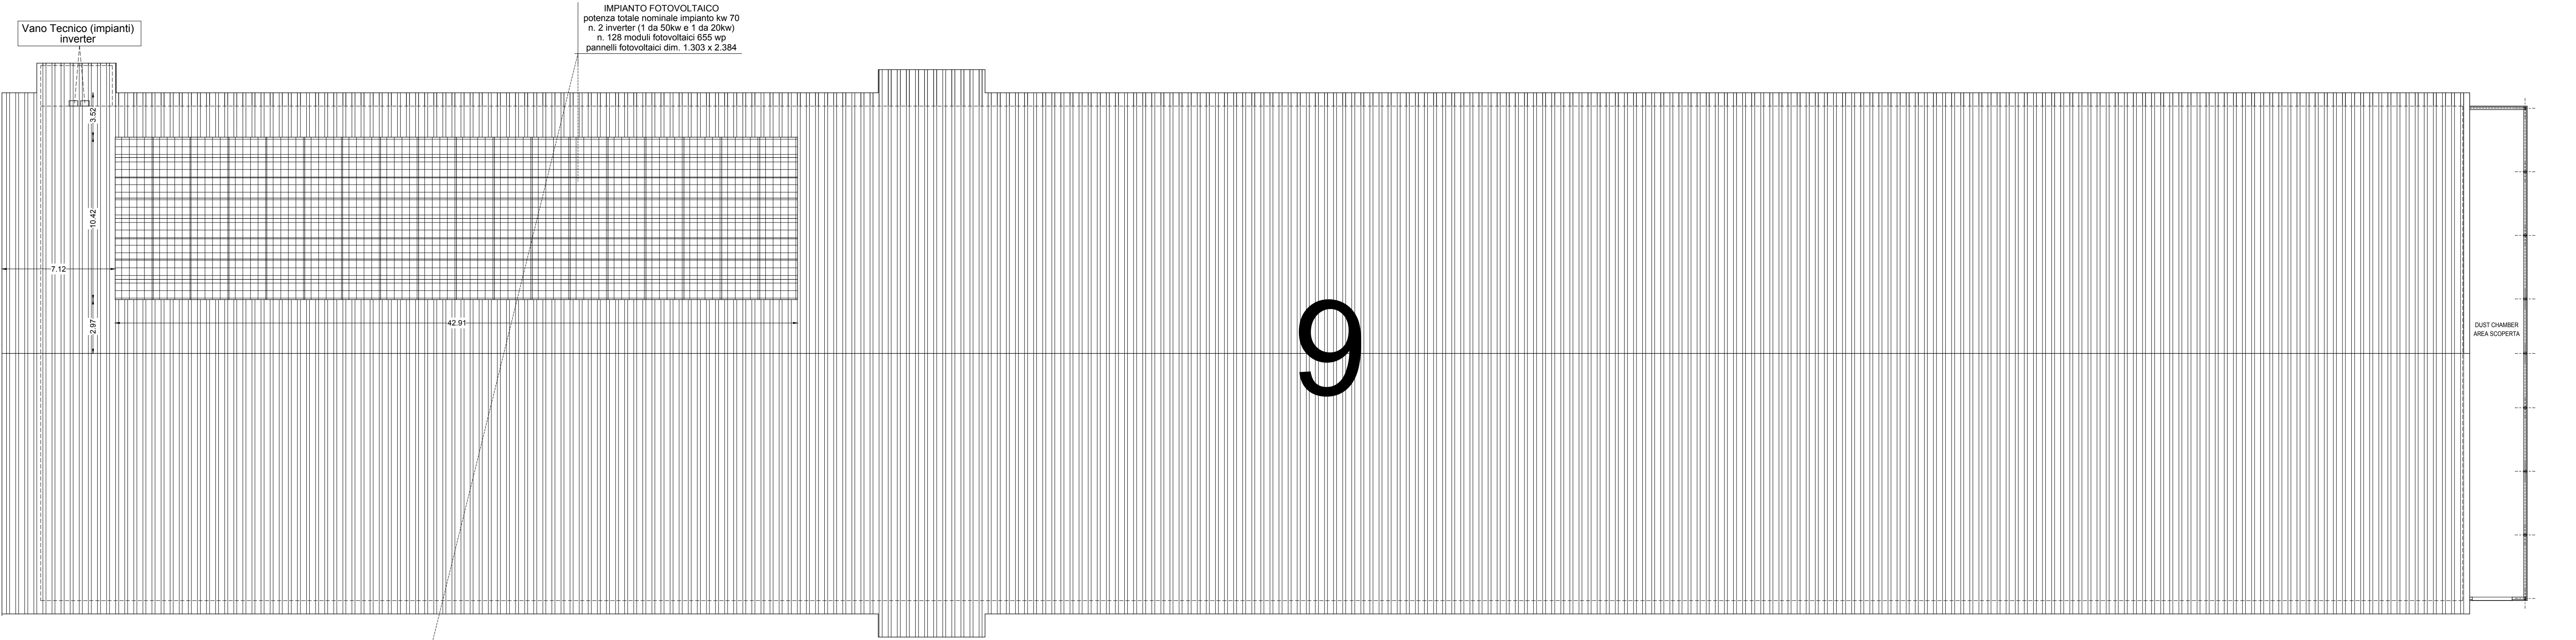 IMPIANTO FOTOVOLTAICO
potenza totale nominale impianto kw 70
n. 2 inverter (1 da 50kw e 1 da 20kw)
n. 128 moduli fotovoltaici 655 wp
pannelli fotovoltaici dim. 1.303 x 2.384
Vano Tecnico (impianti)
inverter
3.52
10.42
7.12
2.97
42.91
9
DUST CHAMBER
AREA SCOPERTA